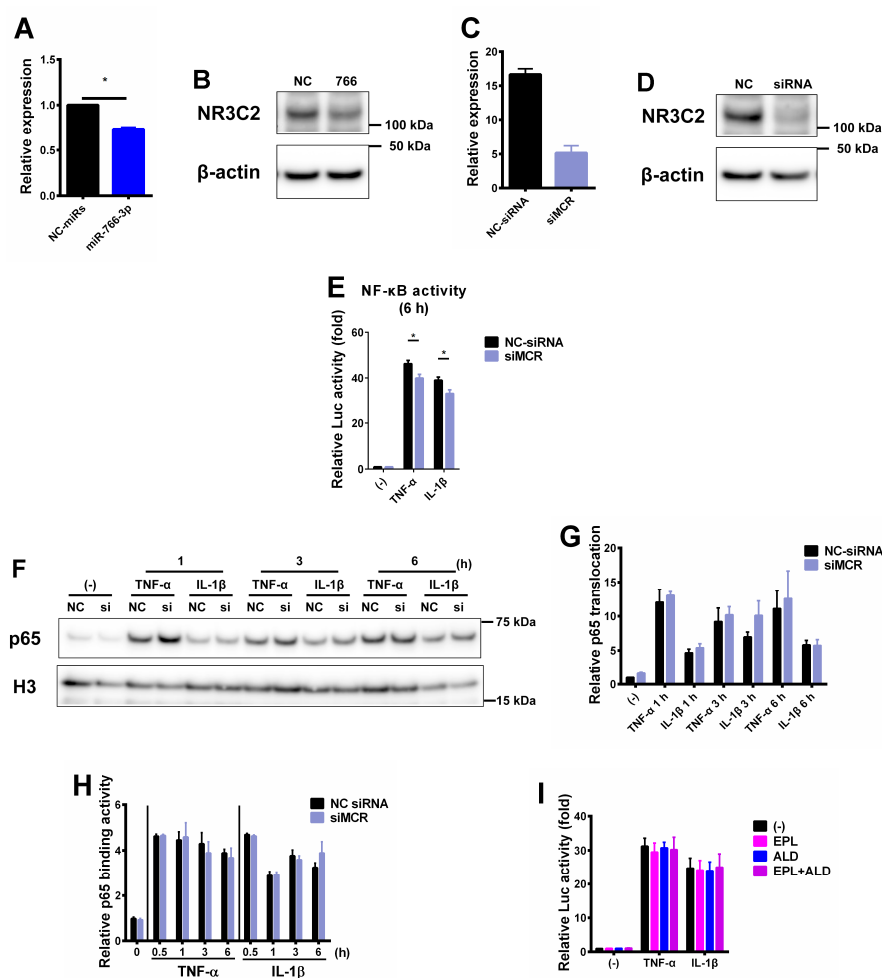 A
Relative expression
1.5
1.0
0.5
0.0
*
NC-miRs
miR-766-3p
B
NC 766
NR3C2
100 kDa
50 kDa
β-actin
C
Relative expression
20
15
10
5
0
NC-siRNA
siMCR
D
NC siRNA
NR3C2
100 kDa
50 kDa
β-actin
E
NF-κB activity
(6 h)
Relative Luc activity (fold)
60
40
20
0
* *
(-)
TNF-α
IL-1β
NC-siRNA
siMCR
F
1 3 6 (h)
(-) TNF-α IL-1β TNF-α IL-1β TNF-α IL-1β
NC si NC si NC si NC si NC si NC si NC si
75 kDa
p65
H3
15 kDa
G
Relative p65 translocation
20
15
10
5
0
(-)
TNF-α 1 h
IL-1β 1 h
TNF-α 3 h
IL-1β 3 h
TNF-α 6 h
IL-1β 6 h
NC-siRNA
siMCR
H
Relative p65 binding activity
6
4
2
0
0 0.5 1 3 6 0.5 1 3 6 (h)
TNF-α IL-1β
NC siRNA
siMCR
I
Relative Luc activity (fold)
40
30
20
10
0
(-)
TNF-α
IL-1β
(-)
EPL
ALD
EPL+ALD